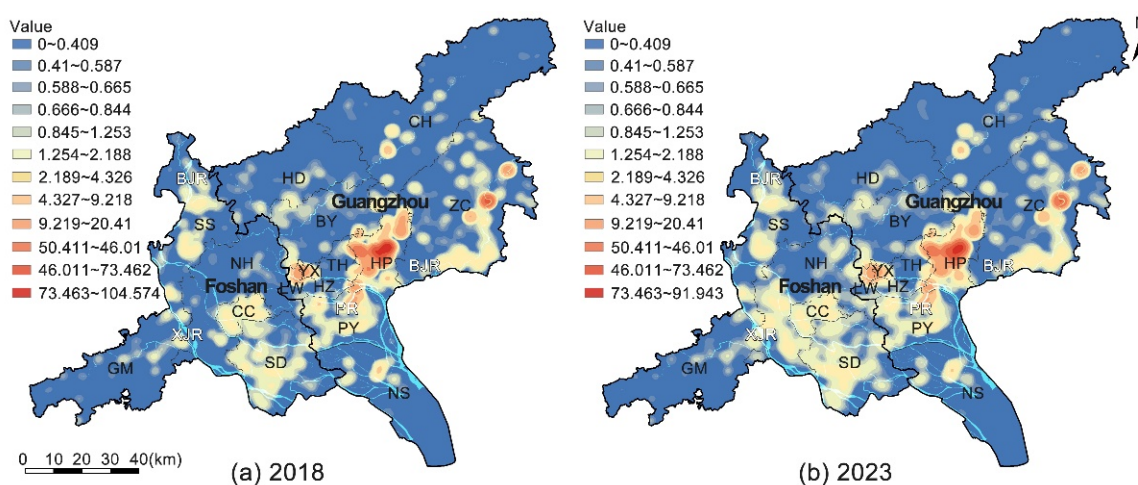 Value
0~0.409
0.41~0.587
0.588~0.665
0.666~0.844
0.845~1.253
1.254~2.188
2.189~4.326
4.327~9.218
9.219~20.41
50.411~46.01
46.011~73.462
73.463~104.574
CH
BJR
HD
Guangzhou
ZC
SS
BY
NH
TH
HP
BJR
YX
LW
HZ
Foshan
CC
PR
XJR
PY
SD
GM
NS
0 10 20 30 40(km)
(a) 2018
Value
0~0.409
0.41~0.587
0.588~0.665
0.666~0.844
0.845~1.253
1.254~2.188
2.189~4.326
4.327~9.218
9.219~20.41
50.411~46.01
46.011~73.462
73.463~91.943
CH
BJR
HD
Guangzhou
ZC
SS
BY
NH
TH
HP
BJR
YX
LW
HZ
Foshan
CC
PR
XJR
PY
SD
GM
NS
(b) 2023